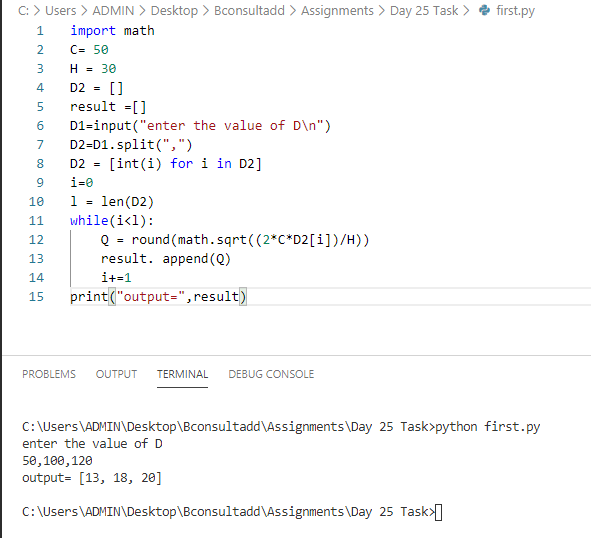 C: > Users > ADMIN > Desktop > Bconsultadd > Assignments > Day 25 Task > first.py
1 import math
2 C= 50
3 H = 30
4 D2 = []
5 result =[]
6 D1=input("enter the value of D\n")
7 D2=D1.split(",")
8 D2 = [int(i) for i in D2]
9 i=0
10 l = len(D2)
11 while(i<l):
12     Q = round(math.sqrt((2*C*D2[i])/H))
13     result. append(Q)
14     i+=1
15 print("output=",result)
PROBLEMS OUTPUT TERMINAL DEBUG CONSOLE
C:\Users\ADMIN\Desktop\Bconsultadd\Assignments\Day 25 Task>python first.py
enter the value of D
50,100,120
output= [13, 18, 20]
C:\Users\ADMIN\Desktop\Bconsultadd\Assignments\Day 25 Task>